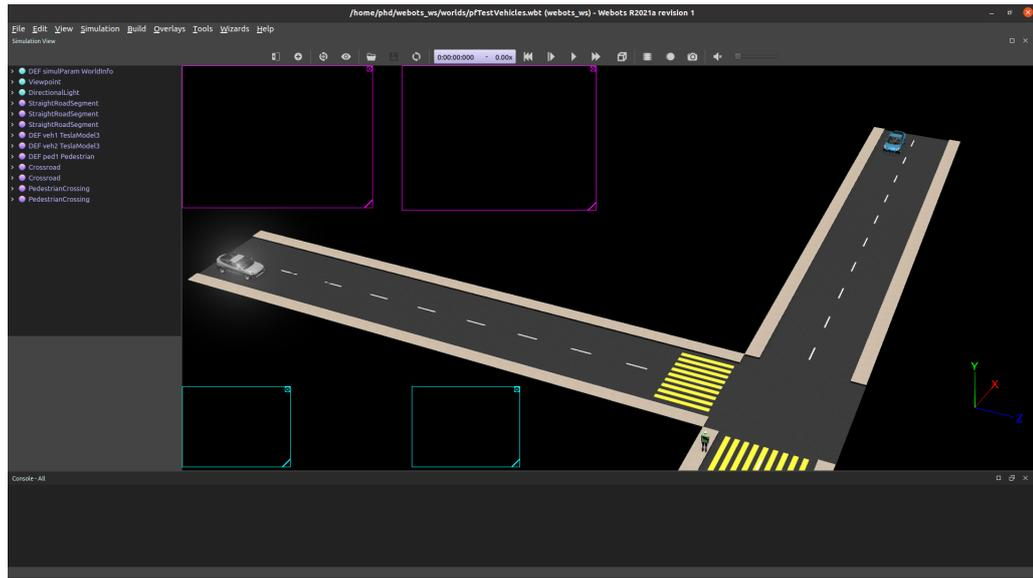 /home/phd/webots_ws/worlds/pfTestVehicles.wbt (webots_ws) - Webots R2021a revision 1
File Edit View Simulation Build Overlays Tools Wizards Help
Simulation View
0:00:00:000 - 0.00x
DEF simulParam WorldInfo
Viewpoint
DirectionalLight
StraightRoadSegment
StraightRoadSegment
StraightRoadSegment
DEF veh1 TeslaModel3
DEF veh2 TeslaModel3
DEF ped1 Pedestrian
Crossroad
Crossroad
PedestrianCrossing
PedestrianCrossing
Y
X
Z
Console - All